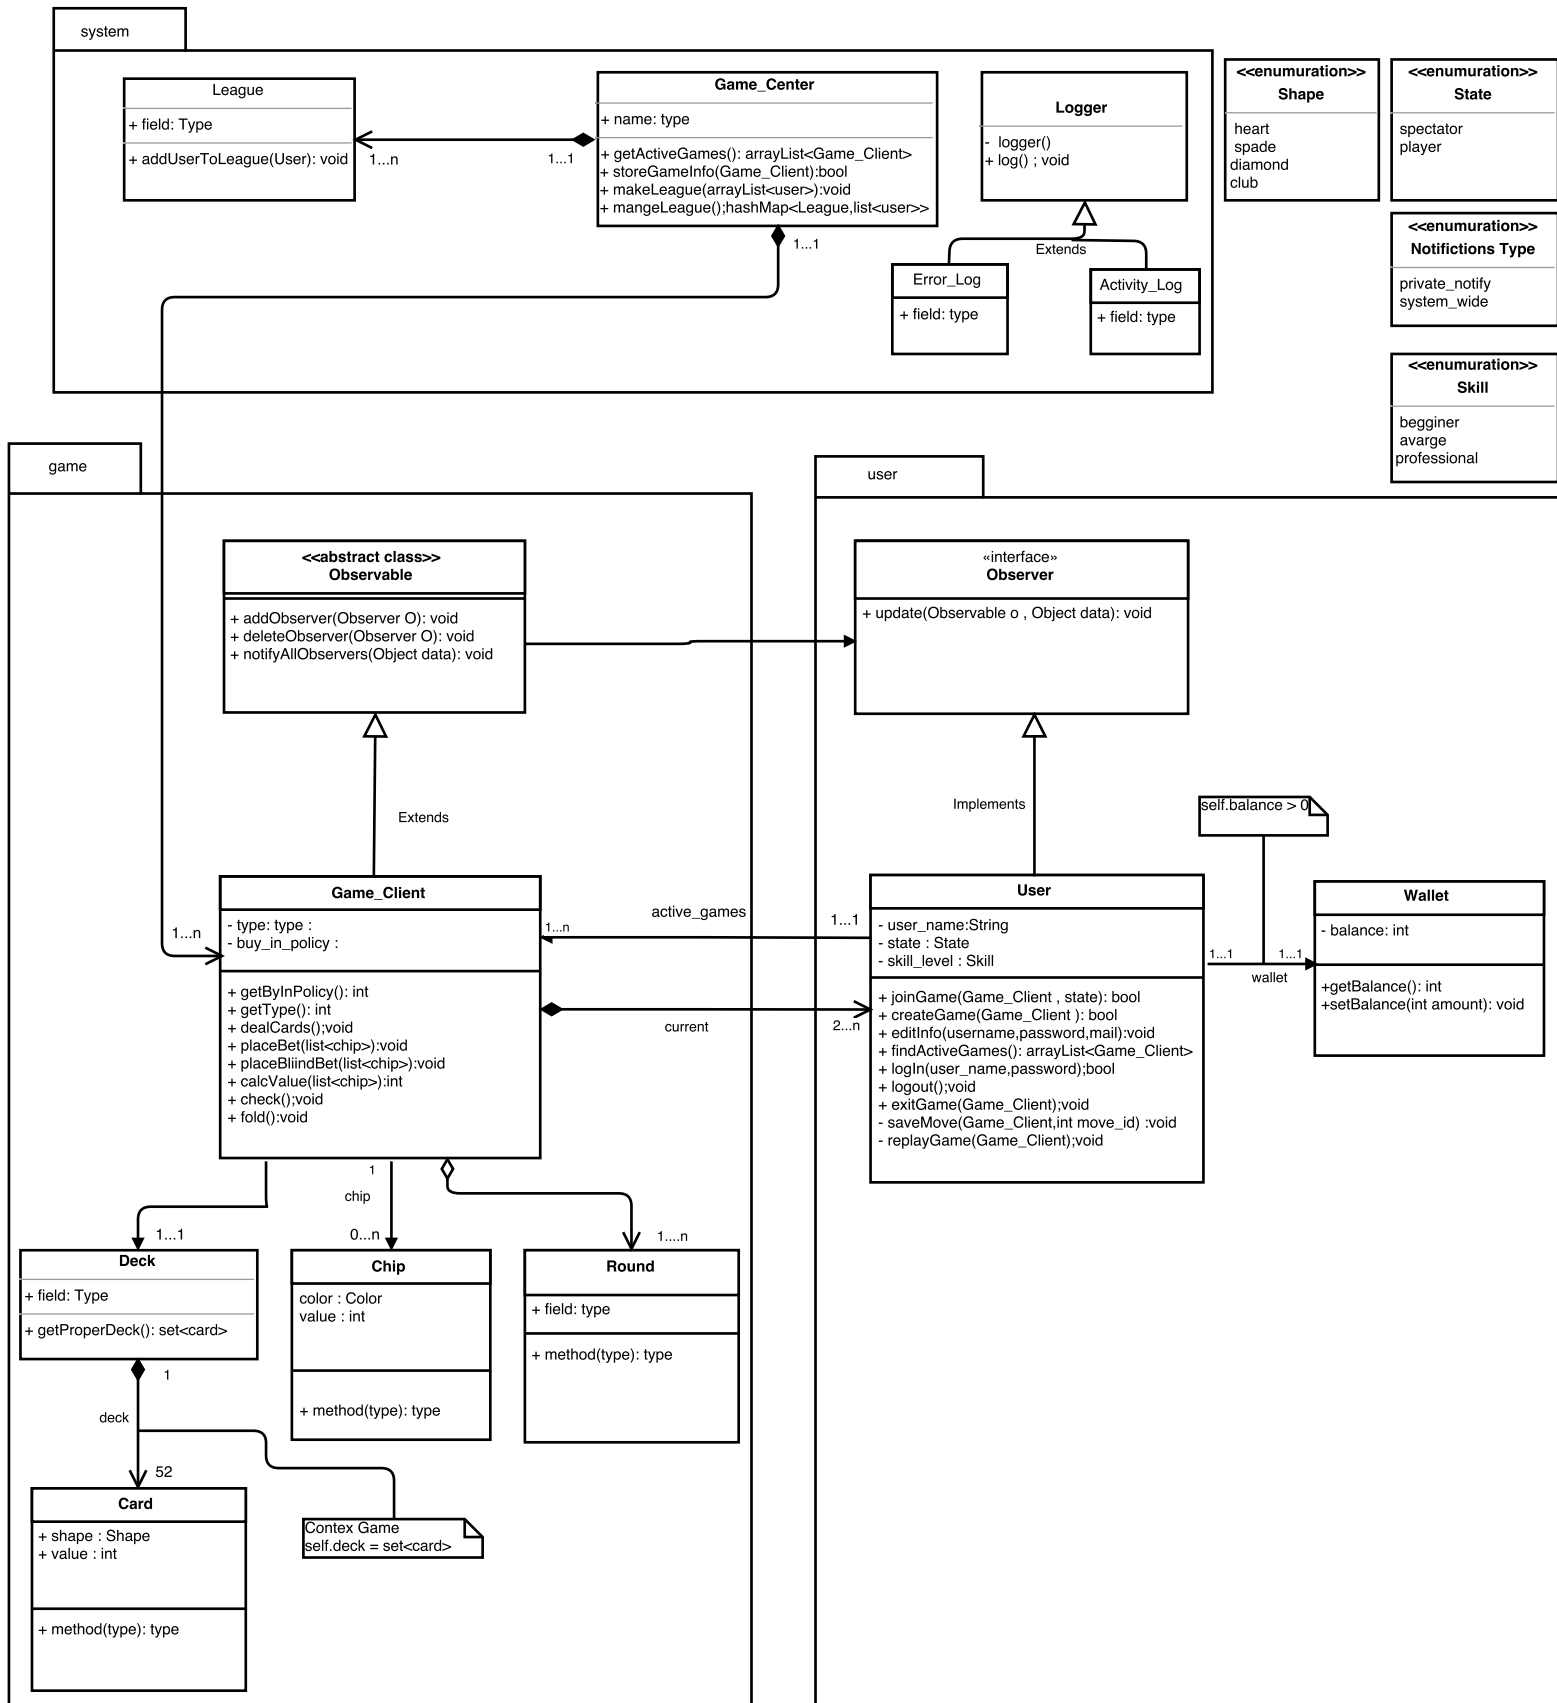 system
League
+ field: Type
+ addUserToLeague(User): void
1...n
1...1
Game_Center
+ name: type
+ getActiveGames(): arrayList<Game_Client>
+ storeGameInfo(Game_Client):bool
+ makeLeague(arrayList<user>):void
+ mangeLeague();hashMap<League,list<user>>
1...1
Logger
- logger()
+ log() ; void
Extends
Error_Log
+ field: type
Activity_Log
+ field: type
<<enumuration>>
Shape
heart
spade
diamond
club
<<enumuration>>
State
spectator
player
<<enumuration>>
Notifictions Type
private_notify
system_wide
<<enumuration>>
Skill
begginer
avarge
professional
game
<<abstract class>>
Observable
+ addObserver(Observer O): void
+ deleteObserver(Observer O): void
+ notifyAllObservers(Object data): void
Extends
1...n
Game_Client
- type: type :
- buy_in_policy :
+ getByInPolicy(): int
+ getType(): int
+ dealCards();void
+ placeBet(list<chip>):void
+ placeBliindBet(list<chip>):void
+ calcValue(list<chip>):int
+ check();void
+ fold():void
active_games
1...n
1...1
current
2...n
user
«interface»
Observer
+ update(Observable o , Object data): void
Implements
User
- user_name:String
- state : State
- skill_level : Skill
+ joinGame(Game_Client , state): bool
+ createGame(Game_Client ): bool
+ editInfo(username,password,mail):void
+ findActiveGames(): arrayList<Game_Client>
+ logIn(user_name,password);bool
+ logout();void
+ exitGame(Game_Client);void
- saveMove(Game_Client,int move_id) :void
- replayGame(Game_Client);void
self.balance > 0
1...1
1...1
wallet
Wallet
- balance: int
+getBalance(): int
+setBalance(int amount): void
1...1
1
chip
0...n
1....n
Deck
+ field: Type
+ getProperDeck(): set<card>
Chip
color : Color
value : int
+ method(type): type
Round
+ field: type
+ method(type): type
1
deck
52
Card
+ shape : Shape
+ value : int
+ method(type): type
Contex Game
self.deck = set<card>